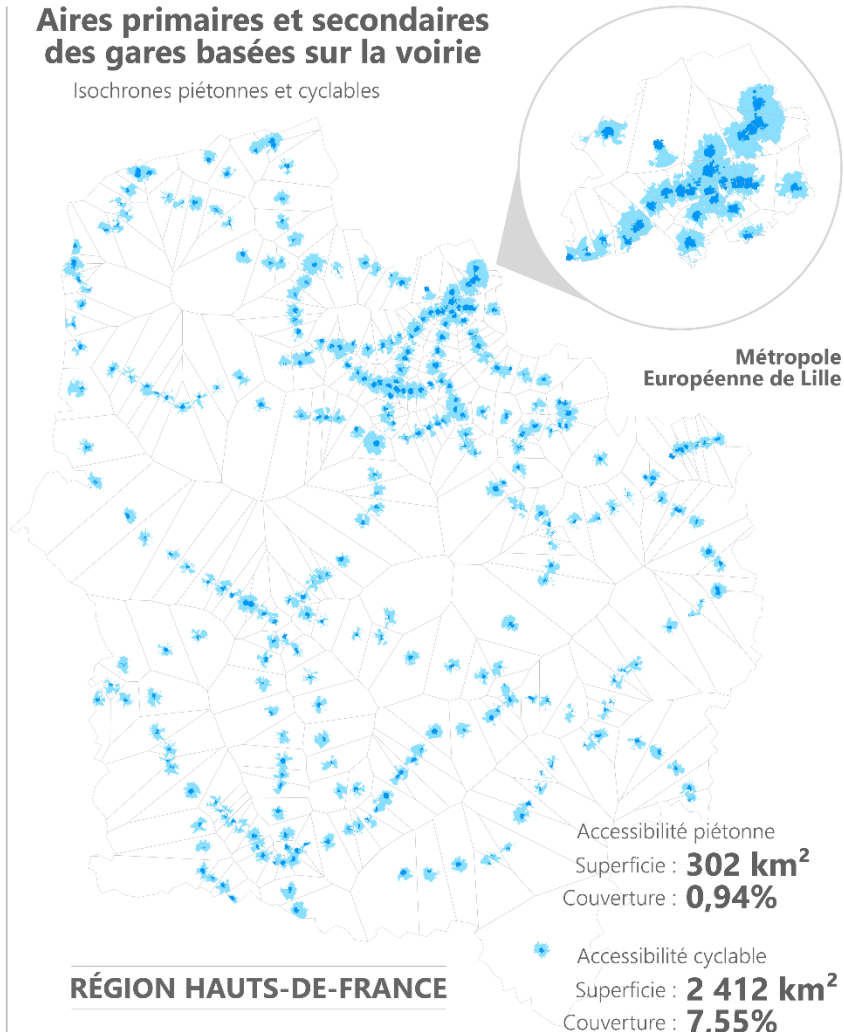 Aires primaires et secondaires
des gares basées sur la voirie
Isochrones piétonnes et cyclables
Métropole
Européenne de Lille
Accessibilité piétonne
Superficie : 302 km²
Couverture : 0,94%
Accessibilité cyclable
Superficie : 2 412 km²
Couverture : 7,55%
RÉGION HAUTS-DE-FRANCE